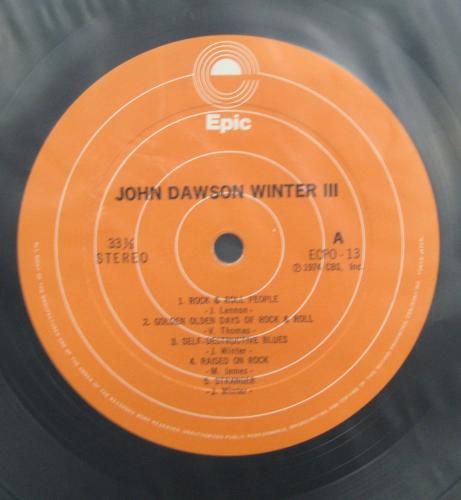 Epic
JOHN DAWSON WINTER III
33⅓
STEREO
A
ECPO-13
Ⓟ 1974 CBS, Inc.
1. ROCK & ROLL PEOPLE
-J. Lennon-
2. GOLDEN OLDEN DAYS OF ROCK & ROLL
-V. Thomas-
3. SELF-DESTRUCTIVE BLUES
-J. Winter-
4. RAISED ON ROCK
-M. James-
5. STRANGER
-J. Winter-